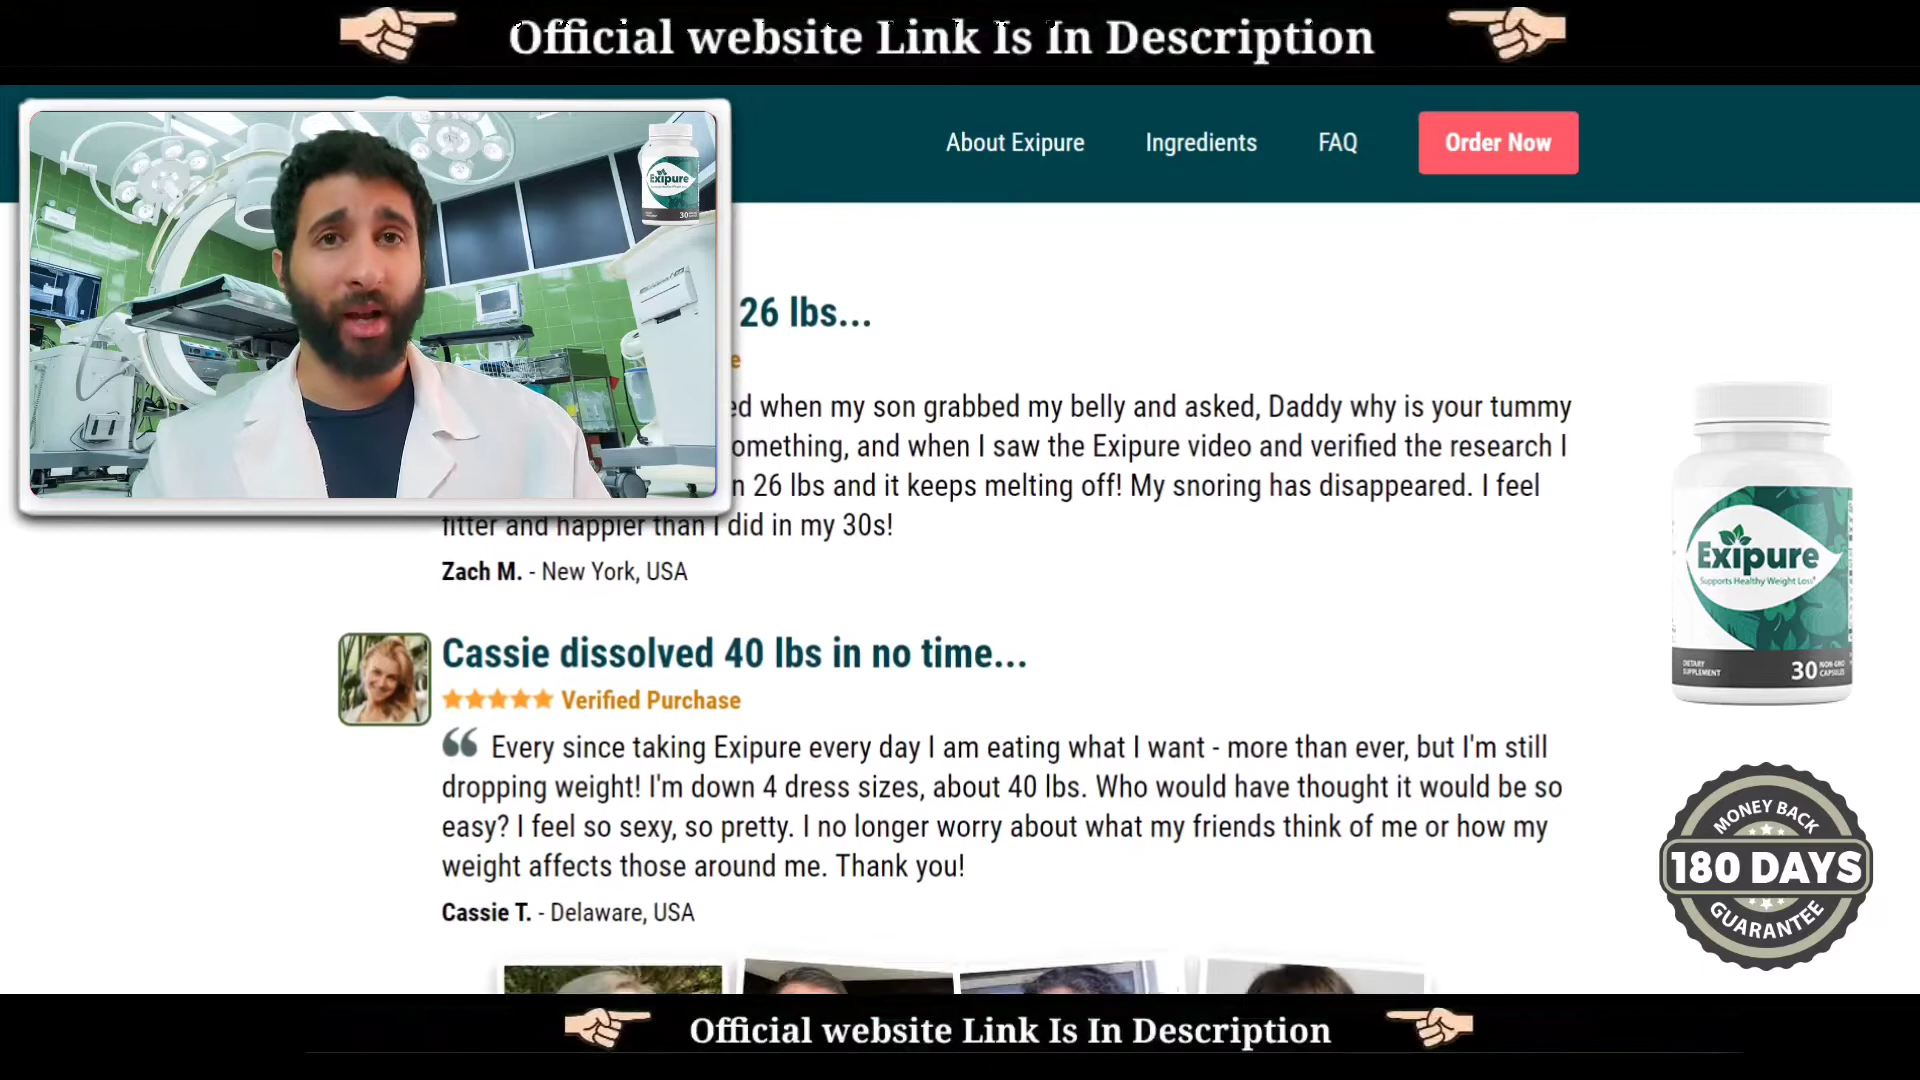 Official website Link Is In Description
About Exipure
Ingredients
FAQ
Order Now
Exipure
30
26 lbs...
e
ed when my son grabbed my belly and asked, Daddy why is your tummy
omething, and when I saw the Exipure video and verified the research I
n 26 lbs and it keeps melting off! My snoring has disappeared. I feel
fitter and happier than I did in my 30s!
Zach M. - New York, USA
Cassie dissolved 40 lbs in no time...
Verified Purchase
“ Every since taking Exipure every day I am eating what I want - more than ever, but I'm still
dropping weight! I'm down 4 dress sizes, about 40 lbs. Who would have thought it would be so
easy? I feel so sexy, so pretty. I no longer worry about what my friends think of me or how my
weight affects those around me. Thank you!
Cassie T. - Delaware, USA
Exipure
Supports Healthy Weight Loss*
DIETARY
SUPPLEMENT
30 NON-GMO
CAPSULES
MONEY BACK
180 DAYS
GUARANTEE
Official website Link Is In Description